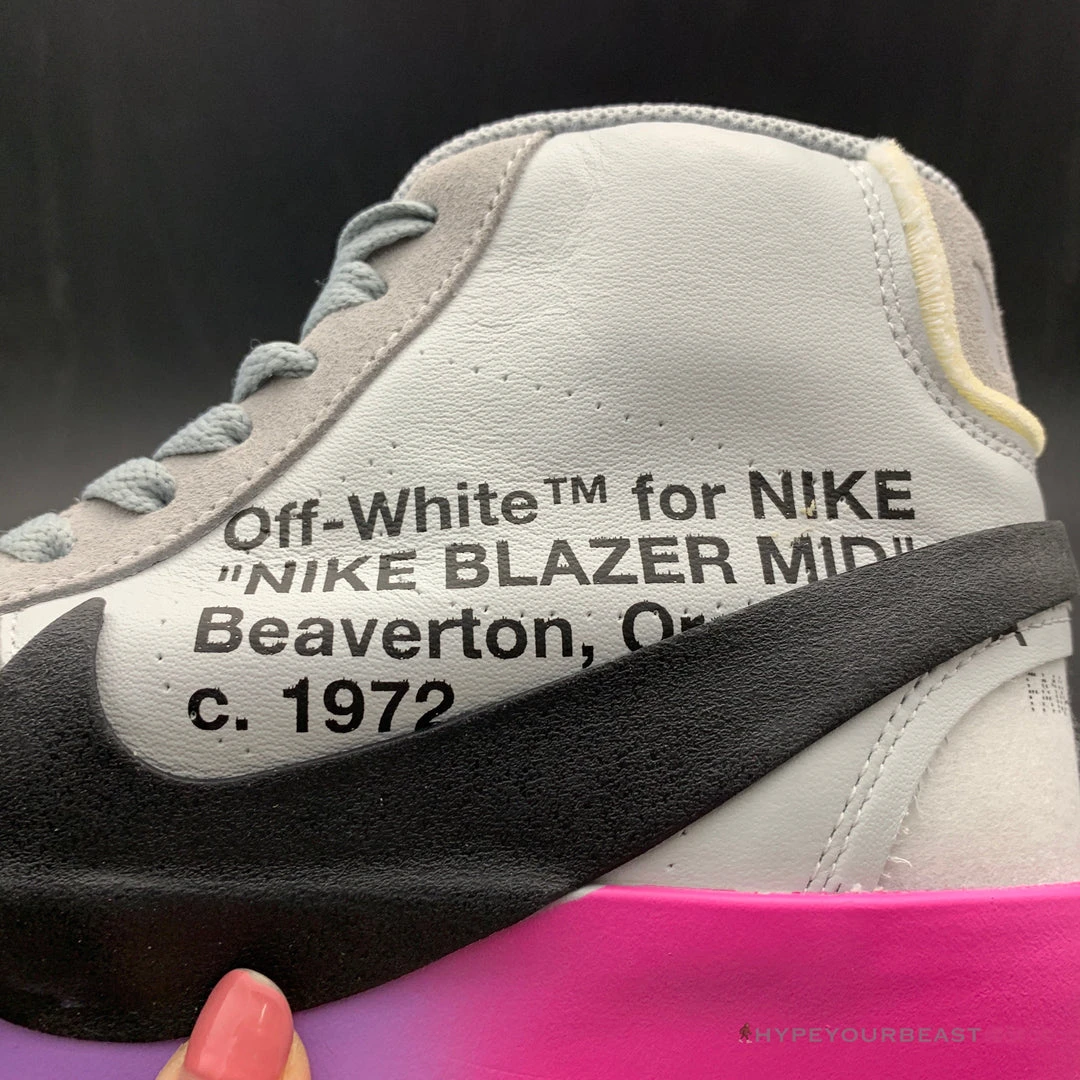 Off-White™ for NIKE
"NIKE BLAZER MID"
Beaverton,
c. 1972
HYPEYOURBEAST